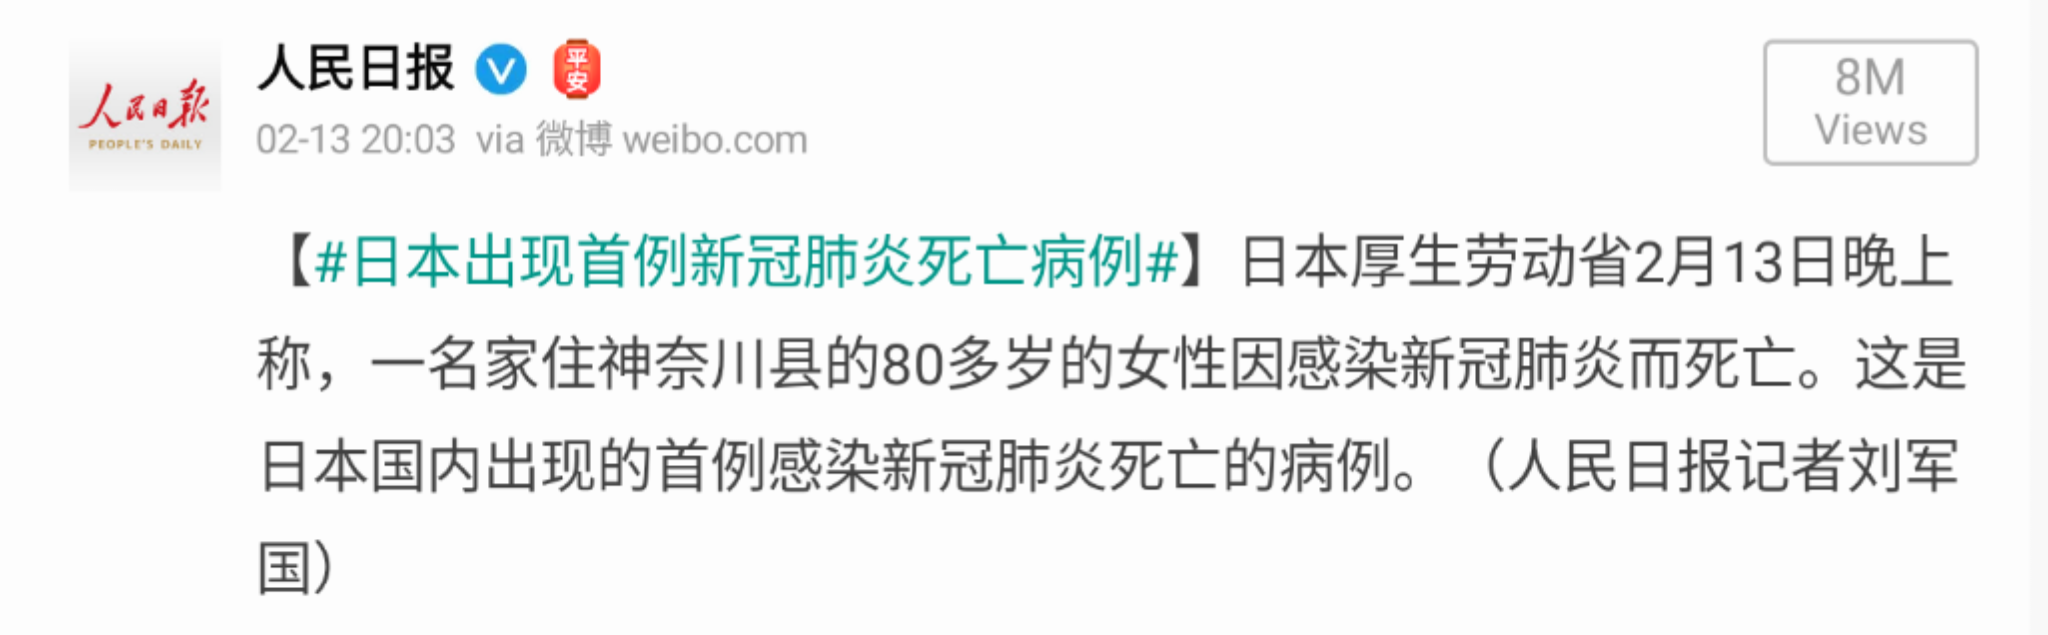 人民日报
平安
人民日报
PEOPLE'S DAILY
02-13 20:03 via 微博 weibo.com
8M
Views
【#日本出现首例新冠肺炎死亡病例#】日本厚生劳动省2月13日晚上
称，一名家住神奈川县的80多岁的女性因感染新冠肺炎而死亡。这是
日本国内出现的首例感染新冠肺炎死亡的病例。（人民日报记者刘军
国）